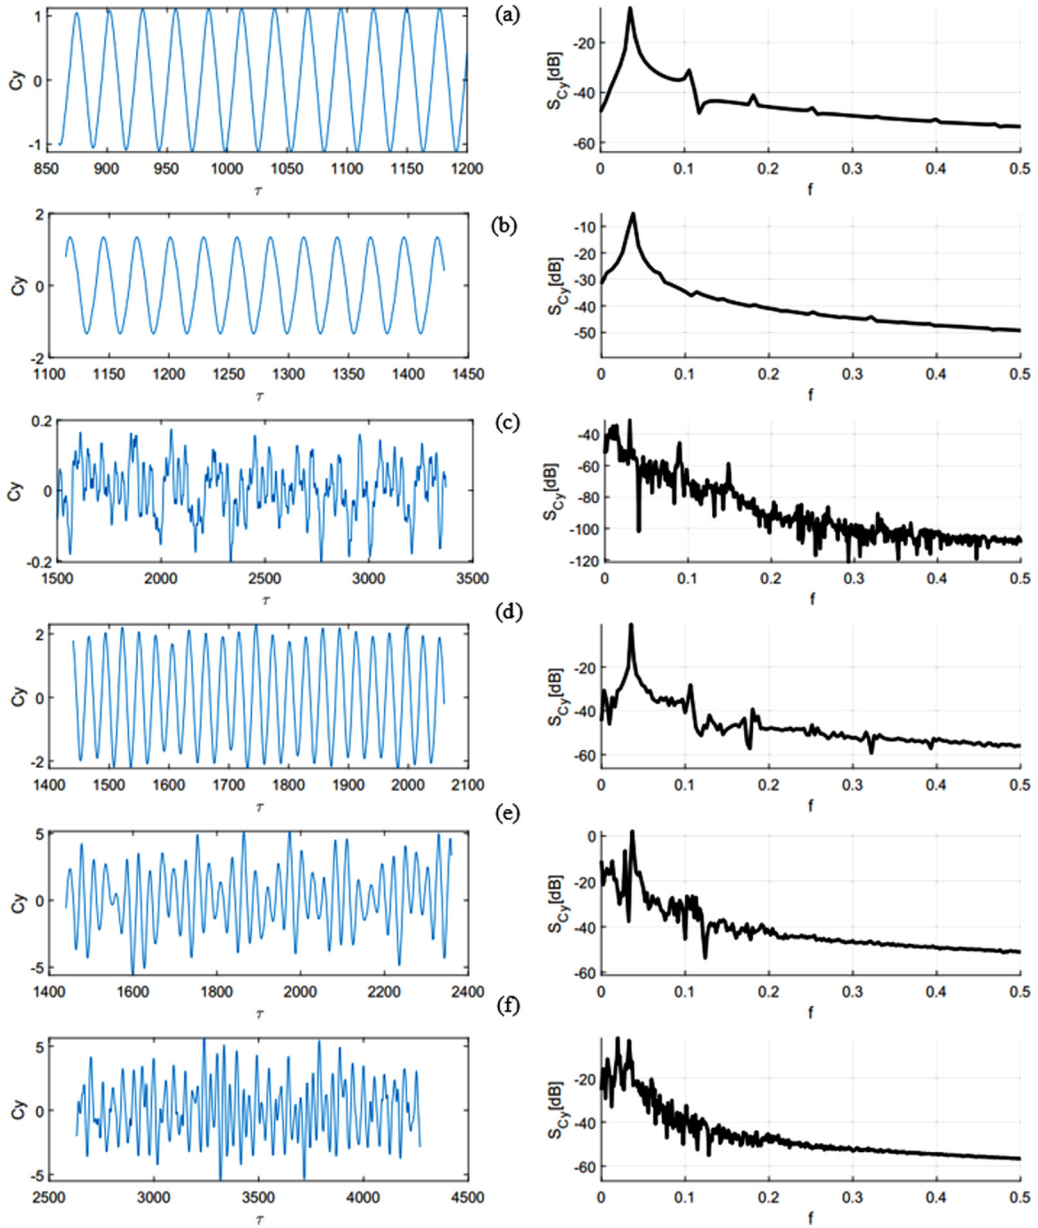 (a)
1
0
-1
Cy
850 900 950 1000 1050 1100 1150 1200
τ
-20
-40
-60
S_Cy[dB]
0 0.1 0.2 0.3 0.4 0.5
f
(b)
2
0
-2
Cy
1100 1150 1200 1250 1300 1350 1400 1450
τ
-10
-20
-30
-40
-50
S_Cy[dB]
0 0.1 0.2 0.3 0.4 0.5
f
(c)
0.2
0
-0.2
Cy
1500 2000 2500 3000 3500
τ
-40
-60
-80
-100
-120
S_Cy[dB]
0 0.1 0.2 0.3 0.4 0.5
f
(d)
2
0
-2
Cy
1400 1500 1600 1700 1800 1900 2000 2100
τ
-20
-40
-60
S_Cy[dB]
0 0.1 0.2 0.3 0.4 0.5
f
(e)
5
0
-5
Cy
1400 1600 1800 2000 2200 2400
τ
0
-20
-40
-60
S_Cy[dB]
0 0.1 0.2 0.3 0.4 0.5
f
(f)
5
0
-5
Cy
2500 3000 3500 4000 4500
τ
-20
-40
-60
S_Cy[dB]
0 0.1 0.2 0.3 0.4 0.5
f